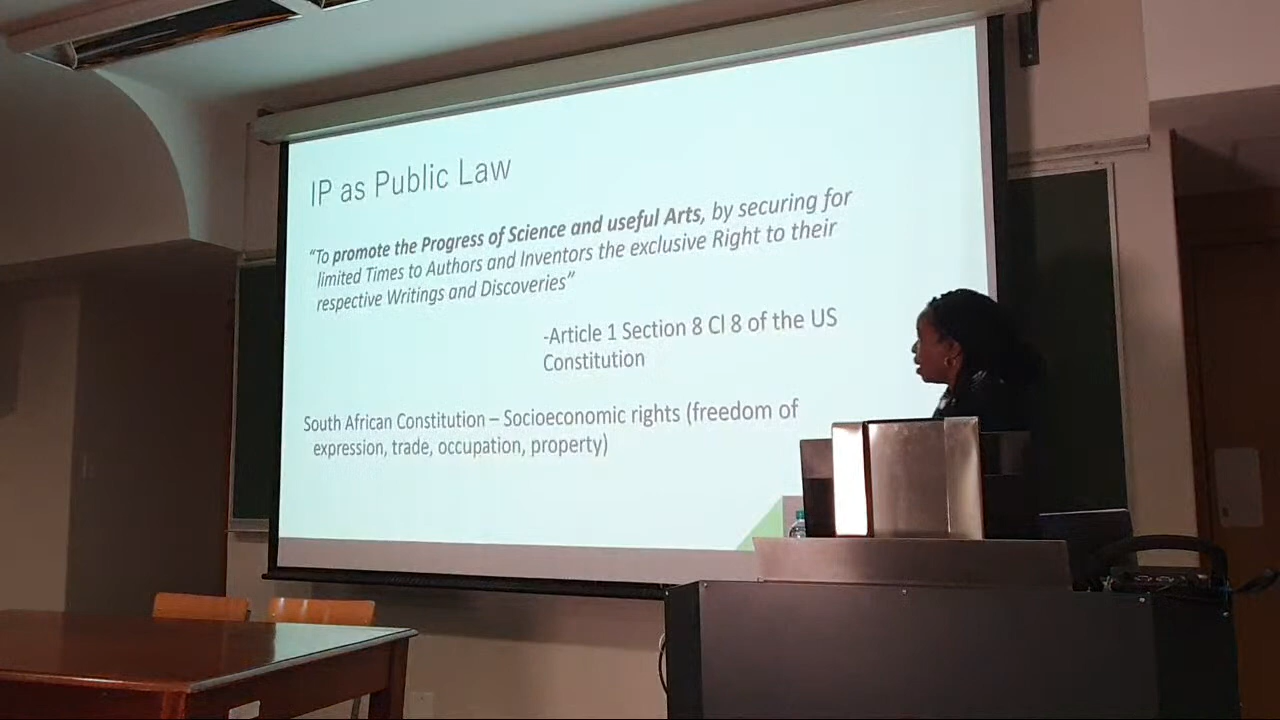 IP as Public Law
“To promote the Progress of Science and useful Arts, by securing for
limited Times to Authors and Inventors the exclusive Right to their
respective Writings and Discoveries”
-Article 1 Section 8 Cl 8 of the US
Constitution
South African Constitution – Socioeconomic rights (freedom of
expression, trade, occupation, property)